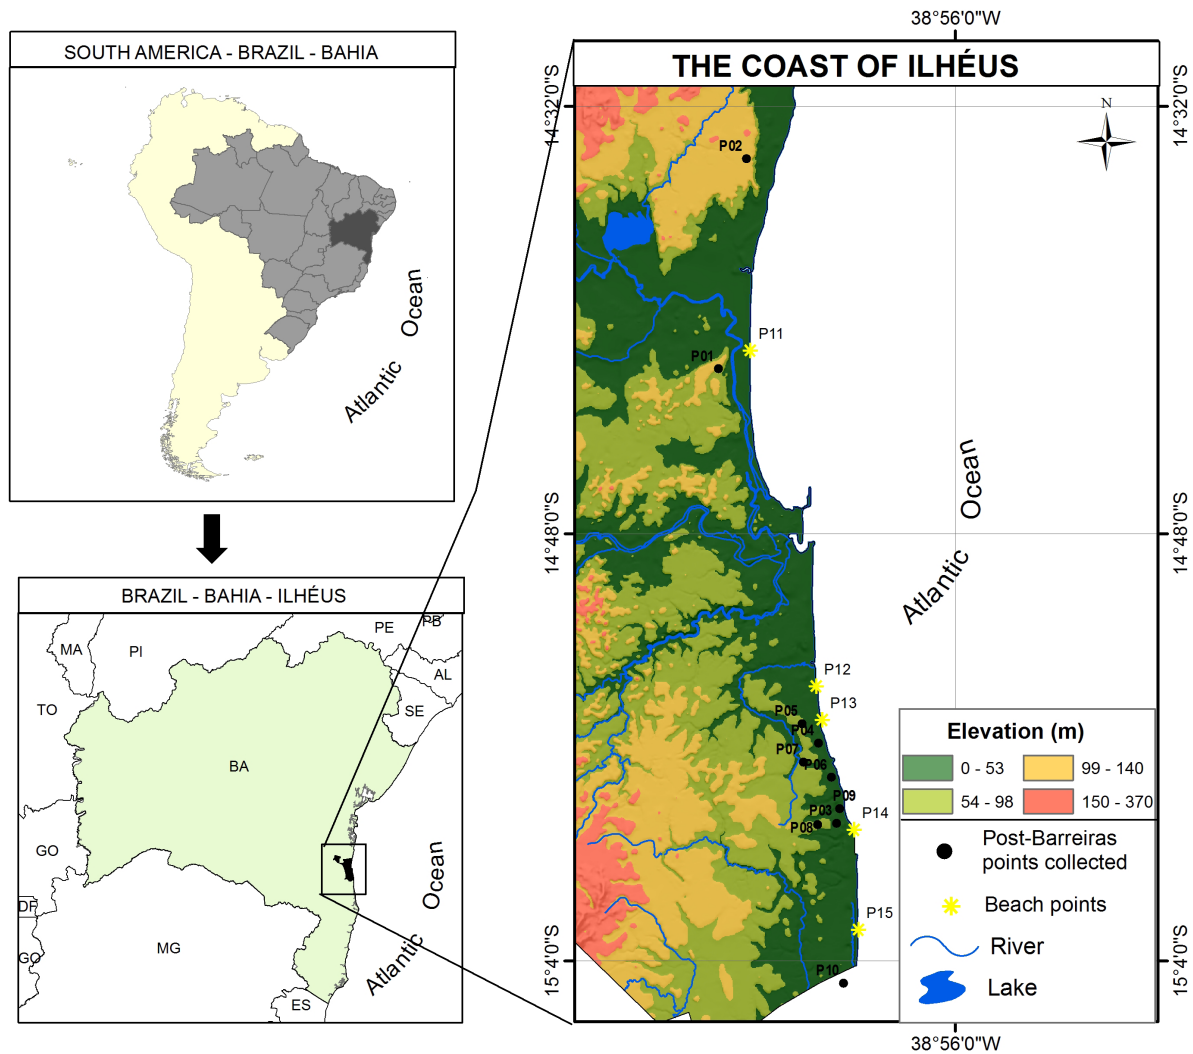 SOUTH AMERICA - BRAZIL - BAHIA
Atlantic Ocean
BRAZIL - BAHIA - ILHÉUS
MA
PI
PE
PB
AL
TO
SE
BA
GO
DF
GO
MG
ES
Atlantic Ocean
38°56'0"W
THE COAST OF ILHÉUS
14°32'0"S
14°32'0"S
N
P02
P11
P01
14°48'0"S
14°48'0"S
Atlantic Ocean
P12
P13
P05
P04
P07
P06
P09
P03
P14
P08
P15
P10
15°4'0"S
15°4'0"S
Elevation (m)
0 - 53
99 - 140
54 - 98
150 - 370
Post-Barreiras
points collected
Beach points
River
Lake
38°56'0"W